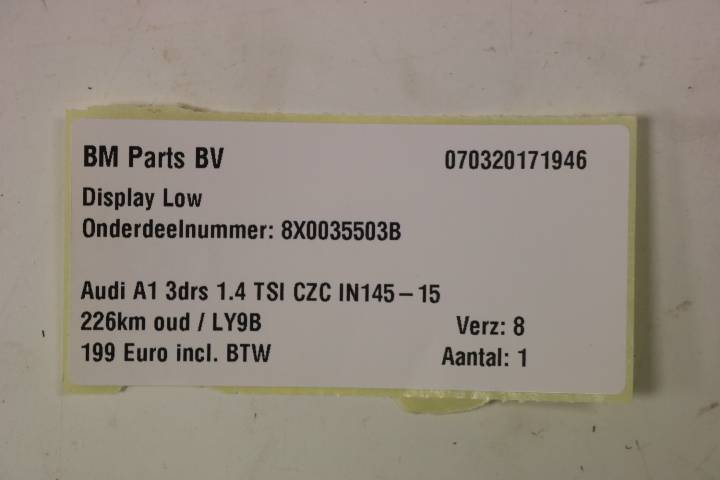 BM Parts BV 070320171946
Display Low
Onderdeelnummer: 8X0035503B
Audi A1 3drs 1.4 TSI CZC IN145-15
226km oud / LY9B Verz: 8
199 Euro incl. BTW Aantal: 1